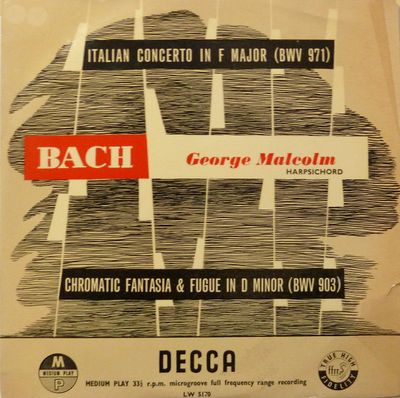 ITALIAN CONCERTO IN F MAJOR (BWV 971)
BACH
George Malcolm
HARPSICHORD
CHROMATIC FANTASIA & FUGUE IN D MINOR (BWV 903)
M
MEDIUM PLAY
P
DECCA
MEDIUM PLAY 33⅓ r.p.m. microgroove full frequency range recording
LW 5170
TRUE HIGH
ffrr
FIDELITY